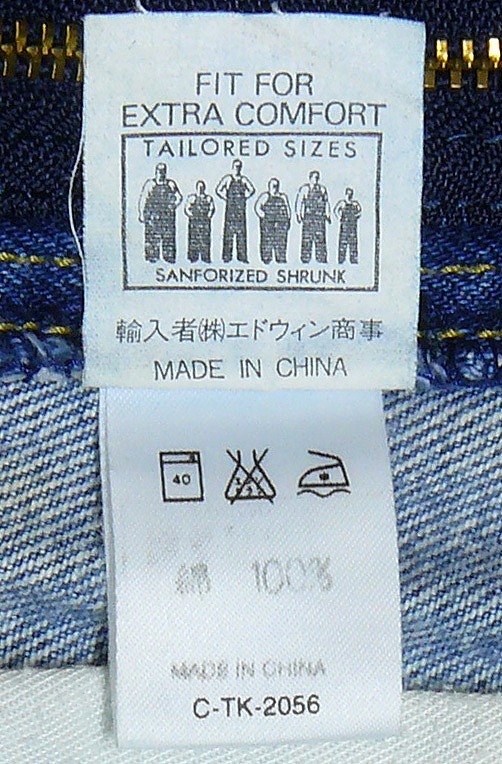 FIT FOR
EXTRA COMFORT
TAILORED SIZES
SANFORIZED SHRUNK
輸入者㈱エドウィン商事
MADE IN CHINA
40
綿 100%
MADE IN CHINA
C-TK-2056